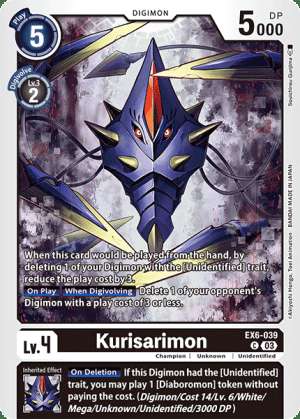 DIGIMON
Play
5
5000
DP
Digivolve
Lv.3
2
When this card would be played from the hand, by
deleting 1 of your Digimon with the [Unidentified] trait,
reduce the play cost by 3.
On Play When Digivolving Delete 1 of your opponent's
Digimon with a play cost of 3 or less.
EX6-039
Lv.4
Kurisarimon
C 03
Champion | Unknown | Unidentified
Inherited Effect
On Deletion If this Digimon had the [Unidentified]
trait, you may play 1 [Diaboromon] token without
paying the cost. (Digimon/Cost 14/Lv. 6/White/
Mega/Unknown/Unidentified/3000 DP)